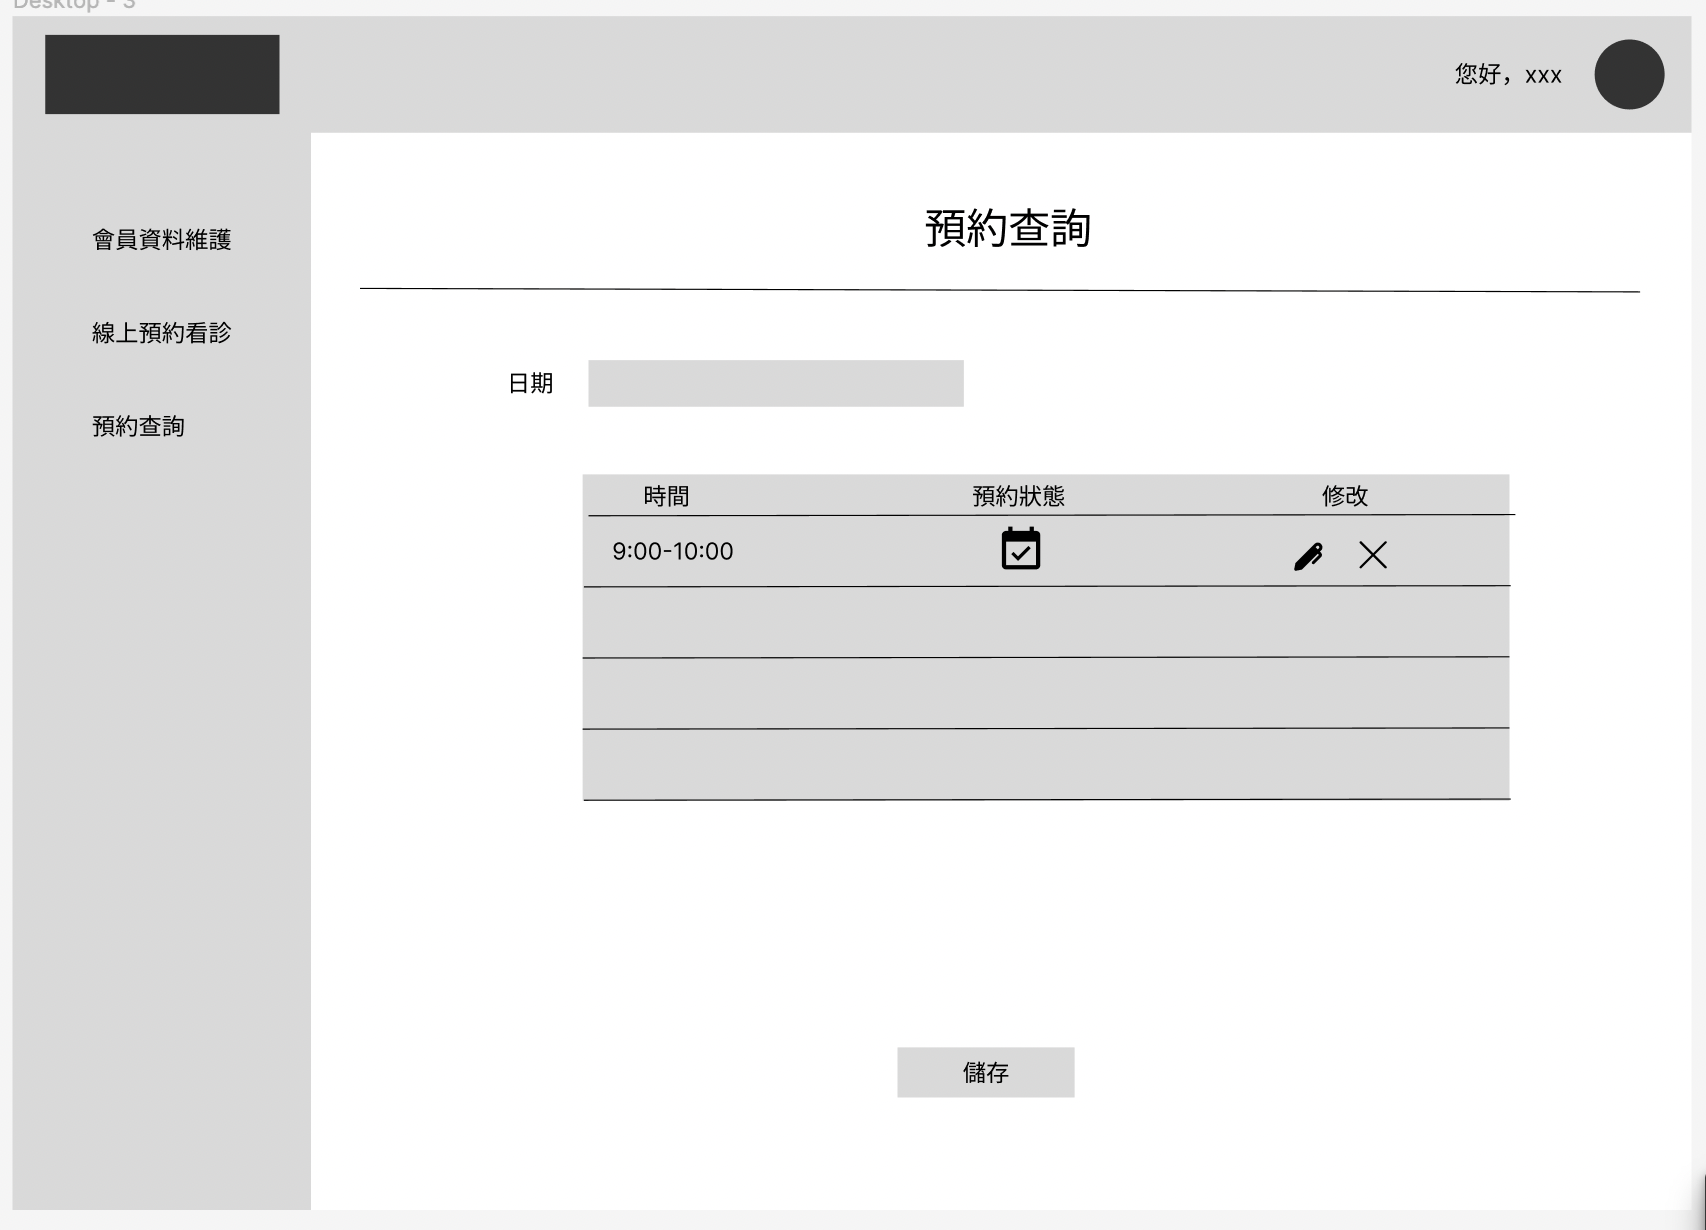 Desktop - 3
您好，xxx
會員資料維護
線上預約看診
預約查詢
預約查詢
日期
時間 預約狀態 修改
9:00-10:00
儲存